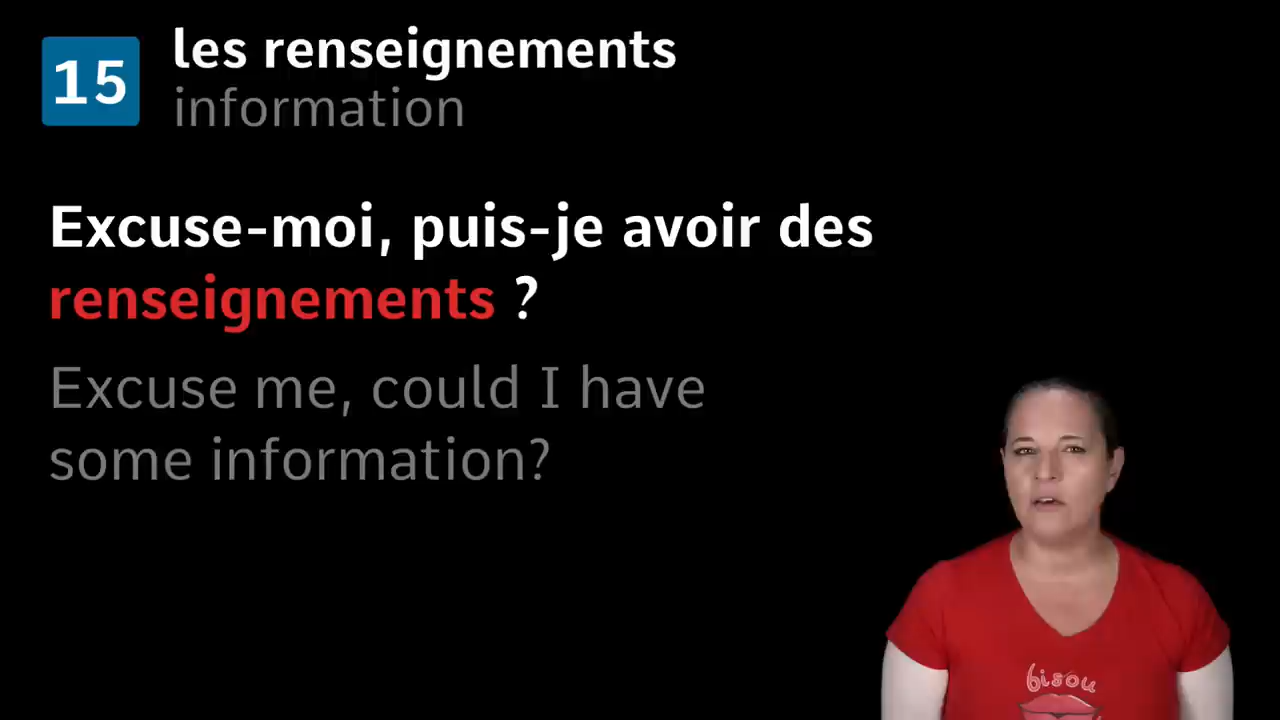 15
les renseignements
information
Excuse-moi, puis-je avoir des
renseignements ?
Excuse me, could I have
some information?
bisou